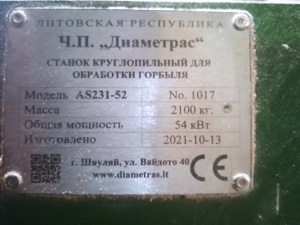 ЛИТОВСКАЯ РЕСПУБЛИКА
Ч.П. „Диаметрас“
СТАНОК КРУГЛОПИЛЬНЫЙ ДЛЯ
ОБРАБОТКИ ГОРБЫЛЯ
Модель AS231-52 No. 1017
Масса 2100 кг.
Общая мощность 54 кВт
Изготовлено 2021-10-13
г. Шяуляй, ул. Вайдото 40
www.diametras.lt
CE